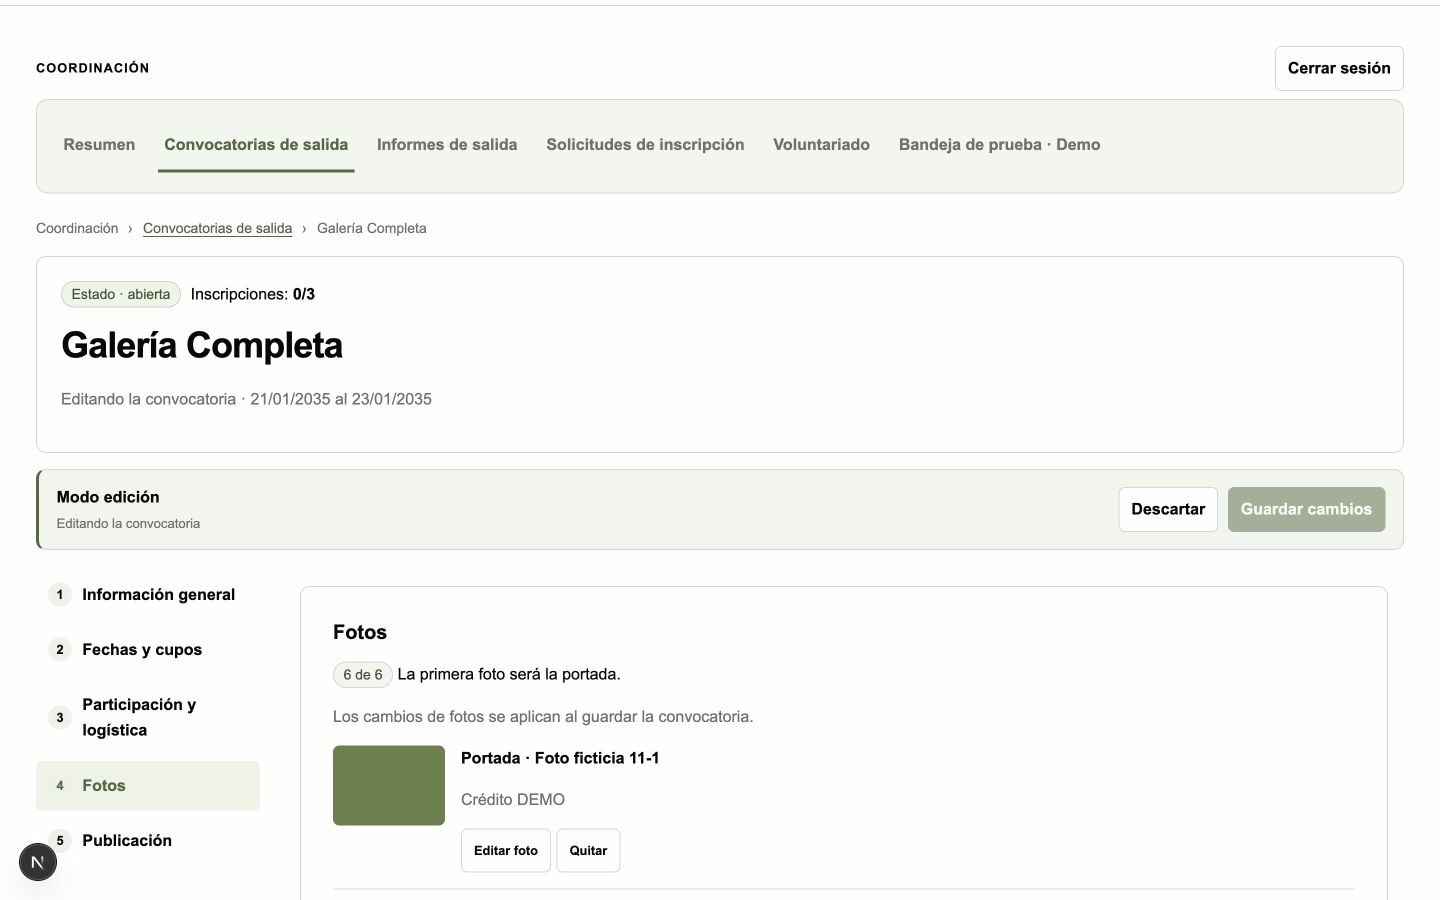 COORDINACIÓN
Cerrar sesión
Resumen
Convocatorias de salida
Informes de salida
Solicitudes de inscripción
Voluntariado
Bandeja de prueba · Demo
Coordinación › Convocatorias de salida › Galería Completa
Estado · abierta Inscripciones: 0/3
Galería Completa
Editando la convocatoria · 21/01/2035 al 23/01/2035
Modo edición
Editando la convocatoria
Descartar
Guardar cambios
1 Información general
2 Fechas y cupos
3 Participación y
logística
4 Fotos
5 Publicación
N
Fotos
6 de 6 La primera foto será la portada.
Los cambios de fotos se aplican al guardar la convocatoria.
Portada · Foto ficticia 11-1
Crédito DEMO
Editar foto
Quitar